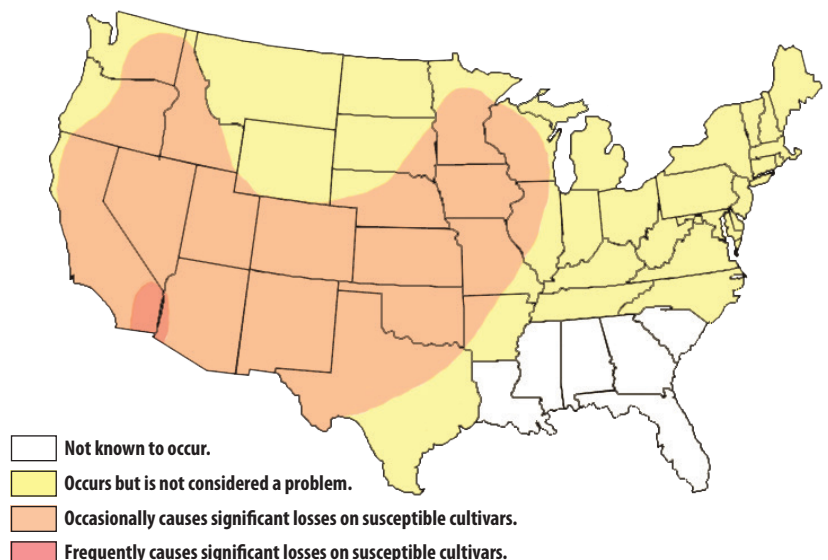 Not known to occur.
Occurs but is not considered a problem.
Occasionally causes significant losses on susceptible cultivars.
Frequently causes significant losses on susceptible cultivars.